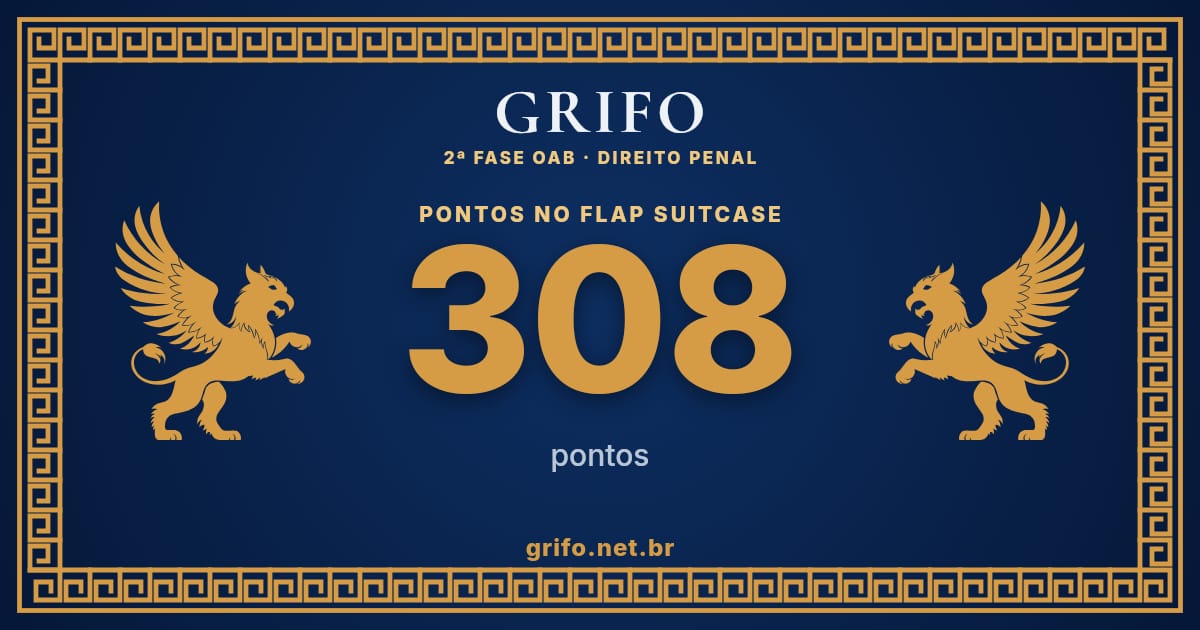 GRIFO
2ª FASE OAB · DIREITO PENAL
PONTOS NO FLAP SUITCASE
308
pontos
grifo.net.br